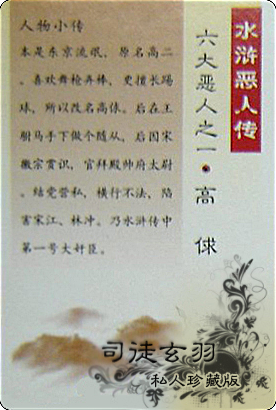 水浒恶人传
六大恶人之一·高俅
人物小传
本是东京流氓，原名高二
、喜欢舞枪弄棒，更擅长踢
球，所以改名高俅。后在王
驸马手下做个随从，后因宋
徽宗赏识，官拜殿帅府太尉
。结党营私，横行不法，陷
害宋江、林冲。乃水浒传中
第一号大奸臣。
司徒玄羽
私人珍藏版